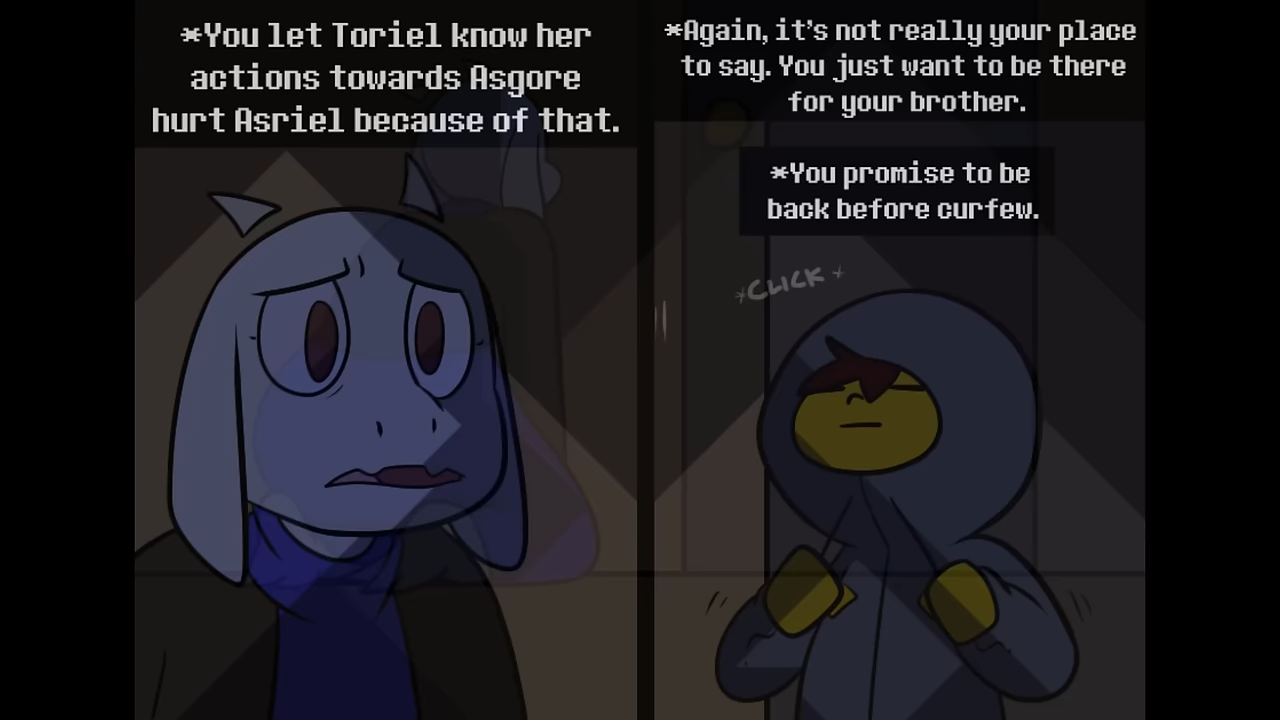 *You let Toriel know her
actions towards Asgore
hurt Asriel because of that.
*Again, it's not really your place
to say. You just want to be there
for your brother.
*You promise to be
back before curfew.
*CLICK*